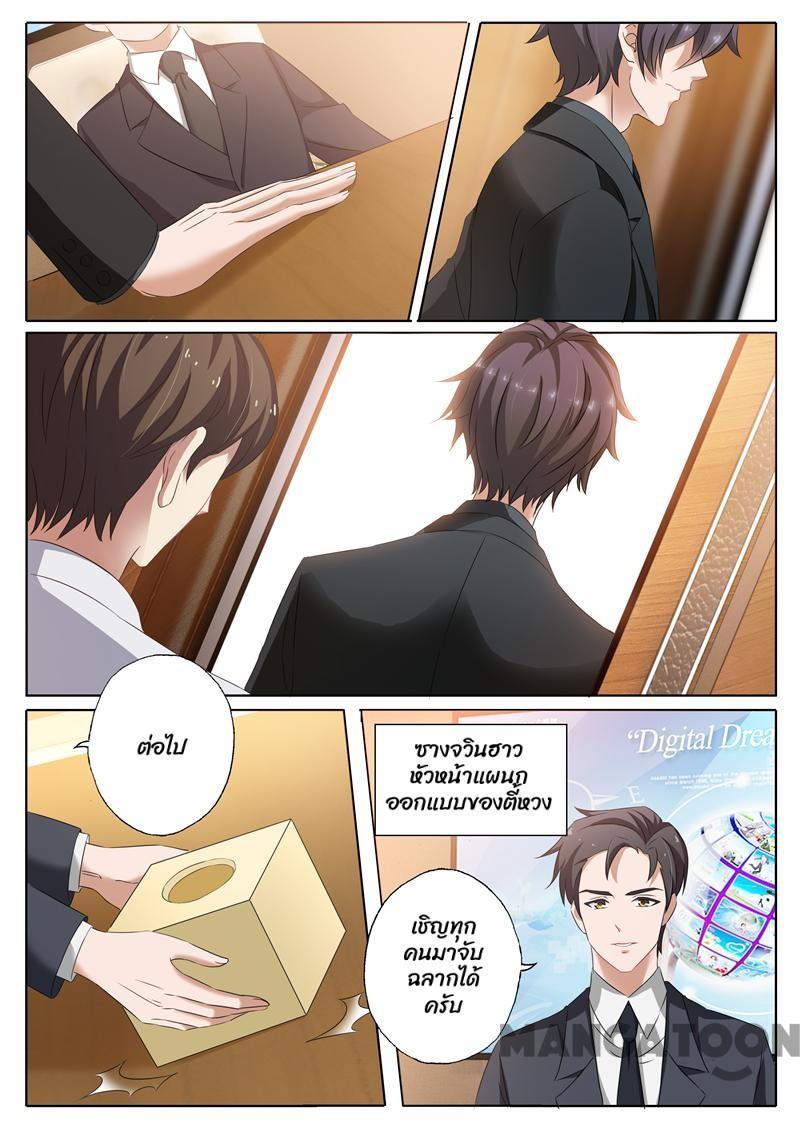 ต่อไป
ซางจวินฮาว
หัวหน้าแผนก
ออกแบบของตี้หวง
"Digital Drea
E
เชิญทุก
คนมาจับ
ฉลากได้
ครับ
MANGATOON